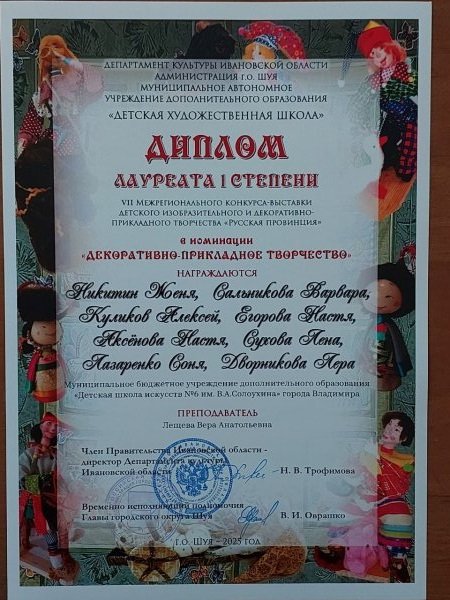 ДЕПАРТАМЕНТ КУЛЬТУРЫ ИВАНОВСКОЙ ОБЛАСТИ
АДМИНИСТРАЦИЯ Г.О. ШУЯ
МУНИЦИПАЛЬНОЕ АВТОНОМНОЕ
УЧРЕЖДЕНИЕ ДОПОЛНИТЕЛЬНОГО ОБРАЗОВАНИЯ
«ДЕТСКАЯ ХУДОЖЕСТВЕННАЯ ШКОЛА»
ДИПЛОМ
ЛАУРЕАТА I СТЕПЕНИ
VII МЕЖРЕГИОНАЛЬНОГО КОНКУРСА-ВЫСТАВКИ
ДЕТСКОГО ИЗОБРАЗИТЕЛЬНОГО И ДЕКОРАТИВНО-
ПРИКЛАДНОГО ТВОРЧЕСТВА «РУССКАЯ ПРОВИНЦИЯ»
в номинации
«ДЕКОРАТИВНО-ПРИКЛАДНОЕ ТВОРЧЕСТВО»
НАГРАЖДАЮТСЯ
Никитин Женя, Сальникова Варвара,
Куликов Алексей, Егорова Настя,
Аксёнова Настя, Сухова Лена,
Лазаренко Соня, Дворникова Лера
Муниципальное бюджетное учреждение дополнительного образования
«Детская школа искусств №6 им. В.А.Солоухина» города Владимира
ПРЕПОДАВАТЕЛЬ
Лещева Вера Анатольевна
Член Правительства Ивановской области -
директор Департамента культуры
Ивановской области
Н. В. Трофимова
Временно исполняющий полномочия
Главы городского округа Шуя
В. И. Оврашко
Г.О. ШУЯ – 2025 ГОД